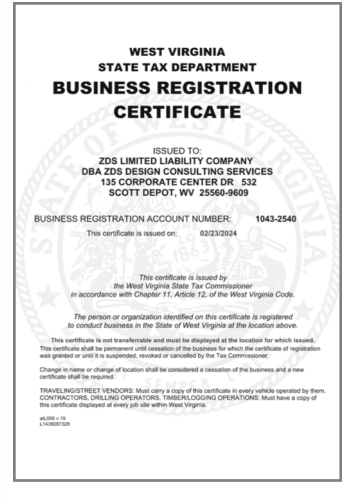 WEST VIRGINIA
STATE TAX DEPARTMENT
BUSINESS REGISTRATION
CERTIFICATE
ISSUED TO:
ZDS LIMITED LIABILITY COMPANY
DBA ZDS DESIGN CONSULTING SERVICES
135 CORPORATE CENTER DR 532
SCOTT DEPOT, WV 25560-9609
BUSINESS REGISTRATION ACCOUNT NUMBER: 1043-2540
This certificate is issued on: 02/23/2024
This certificate is issued by
the West Virginia State Tax Commissioner
in accordance with Chapter 11, Article 12, of the West Virginia Code.
The person or organization identified on this certificate is registered
to conduct business in the State of West Virginia at the location above.
This certificate is not transferrable and must be displayed at the location for which issued.
This certificate shall be permanent until cessation of the business for which the certificate of registration
was granted or until it is suspended, revoked or cancelled by the Tax Commissioner.
Change in name or change of location shall be considered a cessation of the business and a new
certificate shall be required.
TRAVELING/STREET VENDORS: Must carry a copy of this certificate in every vehicle operated by them.
CONTRACTORS, DRILLING OPERATORS, TIMBER/LOGGING OPERATIONS: Must have a copy of
this certificate displayed at every job site within West Virginia.
atL006 v.19
L1438087328